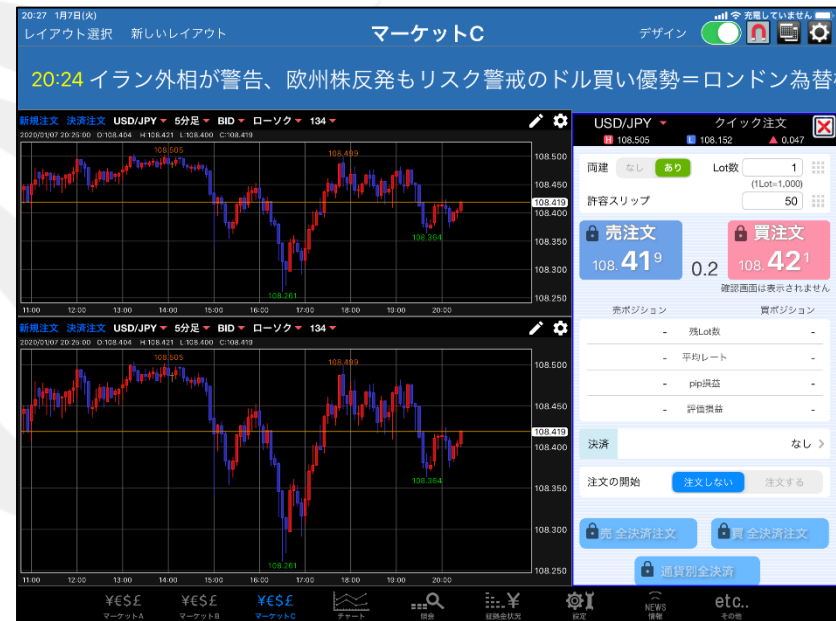 20:27 1月7日(火) 充電していません
レイアウト選択 新しいレイアウト マーケットC デザイン
20:24 イラン外相が警告、欧州株反発もリスク警戒のドル買い優勢＝ロンドン為替
新規注文 決済注文 USD/JPY 5分足 BID ローソク 134
2020/01/07 20:25:00 O:108.404 H:108.421 L:108.400 C:108.419
108.505
108.499
108.364
108.261
108.500
108.450
108.419
108.400
108.350
108.300
108.250
11:00 12:00 13:00 14:00 15:00 16:00 17:00 18:00 19:00 20:00
新規注文 決済注文 USD/JPY 5分足 BID ローソク 134
2020/01/07 20:25:00 O:108.404 H:108.421 L:108.400 C:108.419
108.505
108.499
108.364
108.261
108.500
108.450
108.419
108.400
108.350
108.300
108.250
11:00 12:00 13:00 14:00 15:00 16:00 17:00 18:00 19:00 20:00
USD/JPY クイック注文
H 108.505 L 108.152 ▲ 0.047
両建 なし あり Lot数 1
(1Lot=1,000)
許容スリップ 50
売注文 買注文
108.419 0.2 108.421
確認画面は表示されません
売ポジション 買ポジション
- 残Lot数 -
- 平均レート -
- pip損益 -
- 評価損益 -
決済 なし
注文の開始 注文しない 注文する
売 全決済注文 買 全決済注文
通貨別全決済
¥€$£ ¥€$£ ¥€$£ ¥ NEWS etc..
マーケットA マーケットB マーケットC チャート 照会 証拠金状況 設定 情報 その他